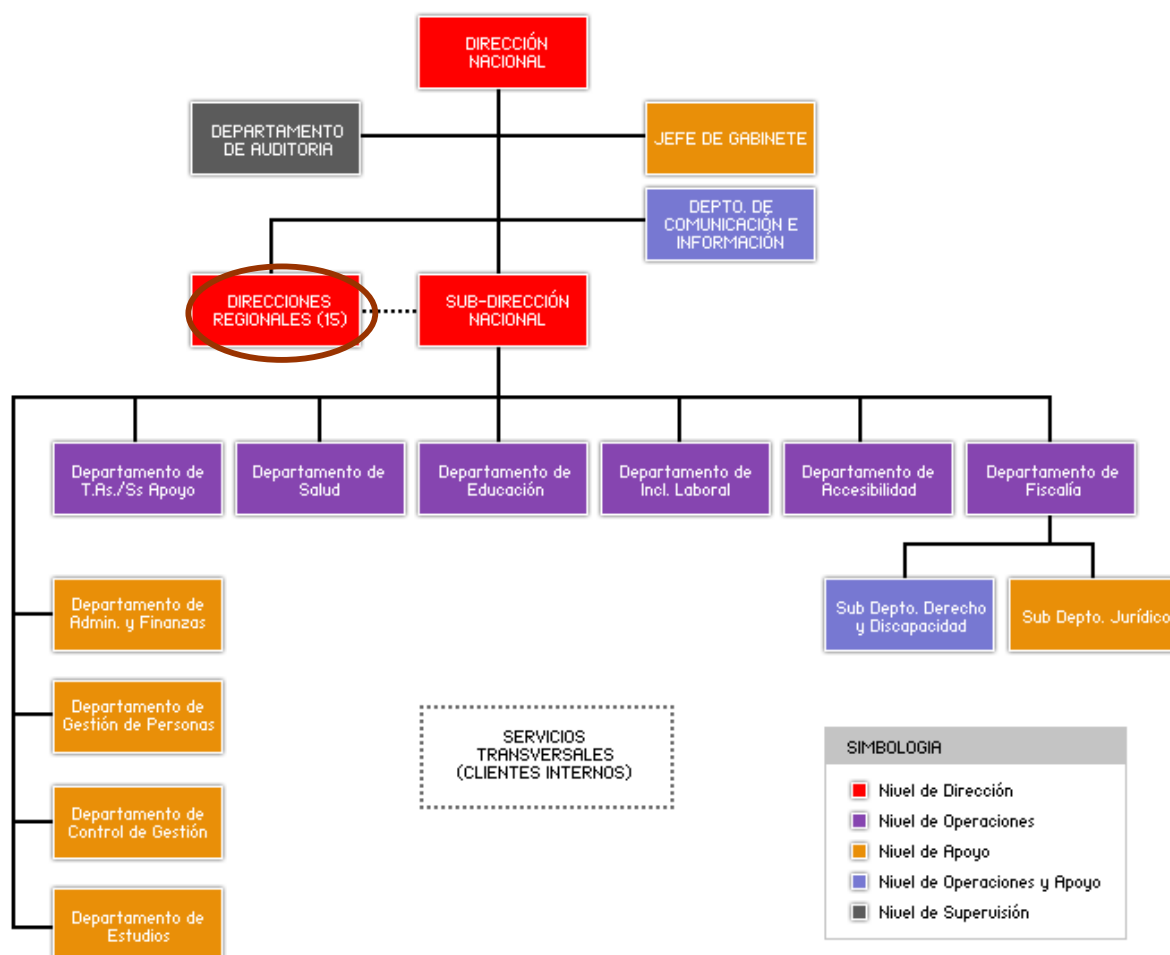 DIRECCIÓN
NACIONAL
DEPARTAMENTO
DE AUDITORIA
JEFE DE GABINETE
DEPTO. DE
COMUNICACIÓN E
INFORMACIÓN
DIRECCIONES
REGIONALES (15)
SUB-DIRECCIÓN
NACIONAL
Departamento de
T.As./Ss Apoyo
Departamento de
Salud
Departamento de
Educación
Departamento de
Incl. Laboral
Departamento de
Accesibilidad
Departamento de
Fiscalía
Departamento de
Admin. y Finanzas
Sub Depto. Derecho
y Discapacidad
Sub Depto. Jurídico
Departamento de
Gestión de Personas
SERVICIOS
TRANSVERSALES
(CLIENTES INTERNOS)
Departamento de
Control de Gestión
Departamento de
Estudios
SIMBOLOGIA
Nivel de Dirección
Nivel de Operaciones
Nivel de Apoyo
Nivel de Operaciones y Apoyo
Nivel de Supervisión